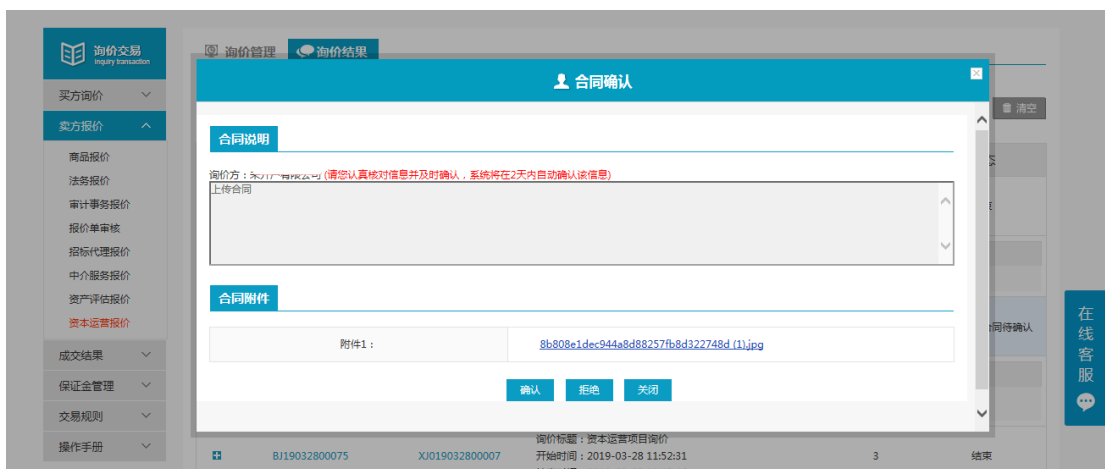 询价交易
inquiry transaction
买方询价
卖方报价
商品报价
法务报价
审计事务报价
报价单审核
招标代理报价
中介服务报价
资产评估报价
资本运营报价
成交结果
保证金管理
交易规则
操作手册
询价管理
询价结果
清空
合同确认
合同说明
询价方：
有限公司 (请您认真核对信息并及时确认，系统将在2天内自动确认该信息)
上传合同
合同附件
附件1：
8b808e1dec944a8d88257fb8d322748d (1).jpg
确认
拒绝
关闭
同待确认
询价标题：资本运营项目询价
BJ19032800075
XJ019032800007
开始时间：2019-03-28 11:52:31
3
结束
在线客服